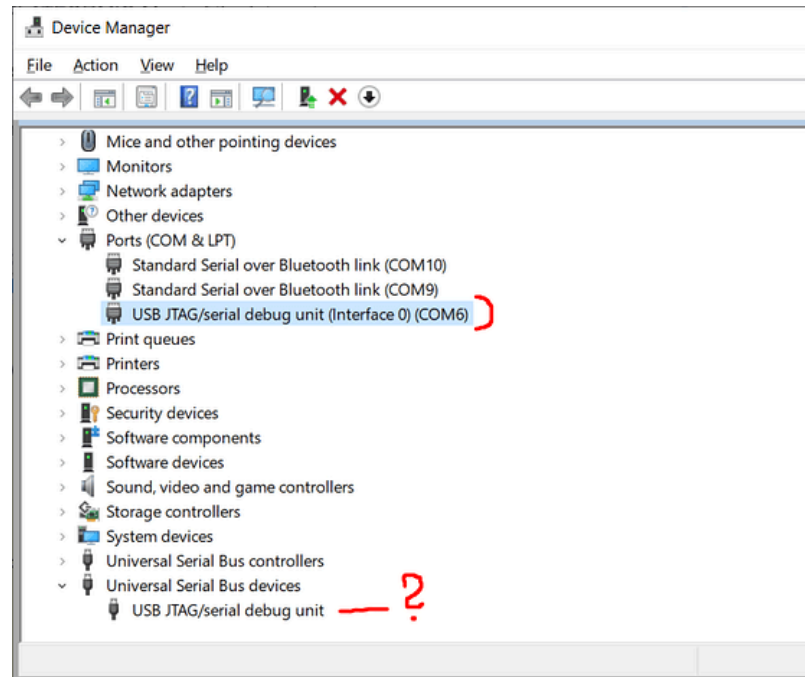 Device Manager
File Action View Help
?
Mice and other pointing devices
Monitors
Network adapters
Other devices
?
Ports (COM & LPT)
Standard Serial over Bluetooth link (COM10)
Standard Serial over Bluetooth link (COM9)
USB JTAG/serial debug unit (Interface 0) (COM6)
Print queues
Printers
Processors
Security devices
Software components
Software devices
Sound, video and game controllers
Storage controllers
System devices
Universal Serial Bus controllers
Universal Serial Bus devices
USB JTAG/serial debug unit — ?